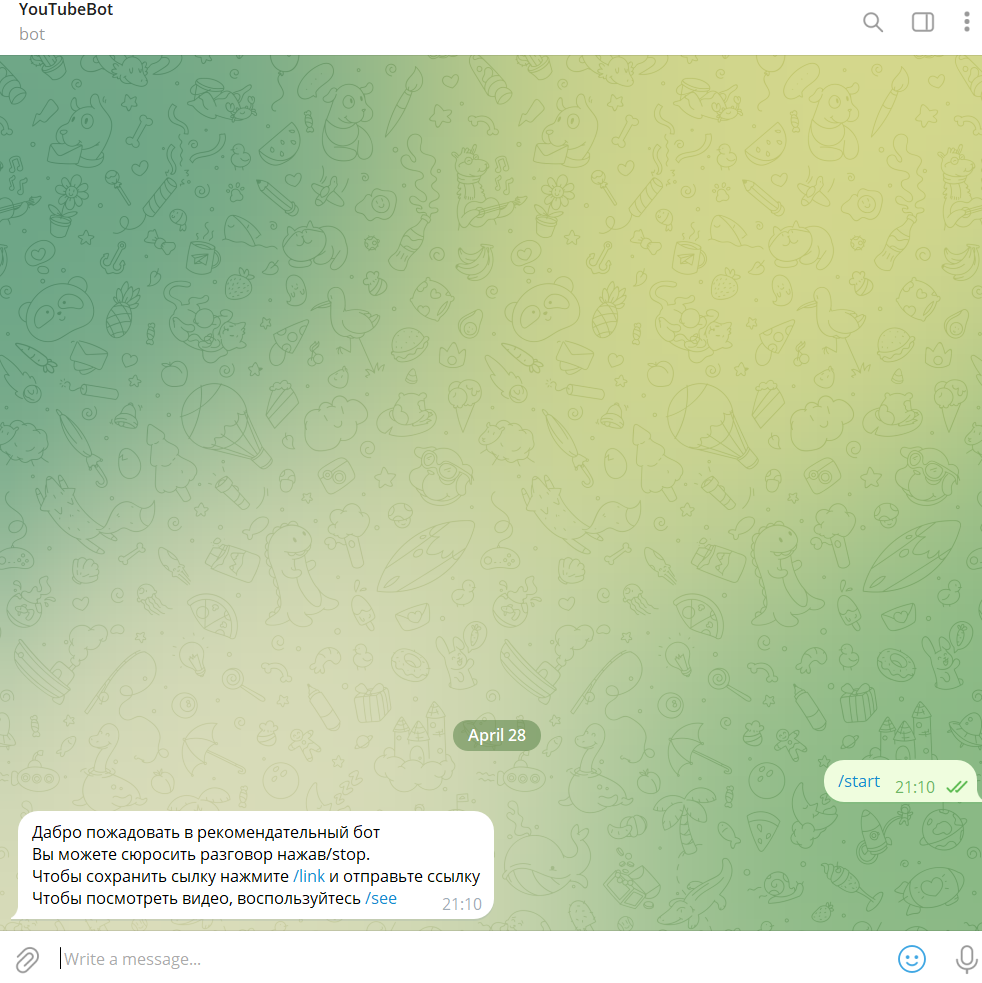 YouTubeBot
bot
April 28
/start 21:10
Дабро пожадовать в рекомендательный бот
Вы можете сюросить разговор нажав/stop.
Чтобы сохранить сылку нажмите /link и отправьте ссылку
Чтобы посмотреть видео, воспользуйтесь /see
21:10
Write a message...